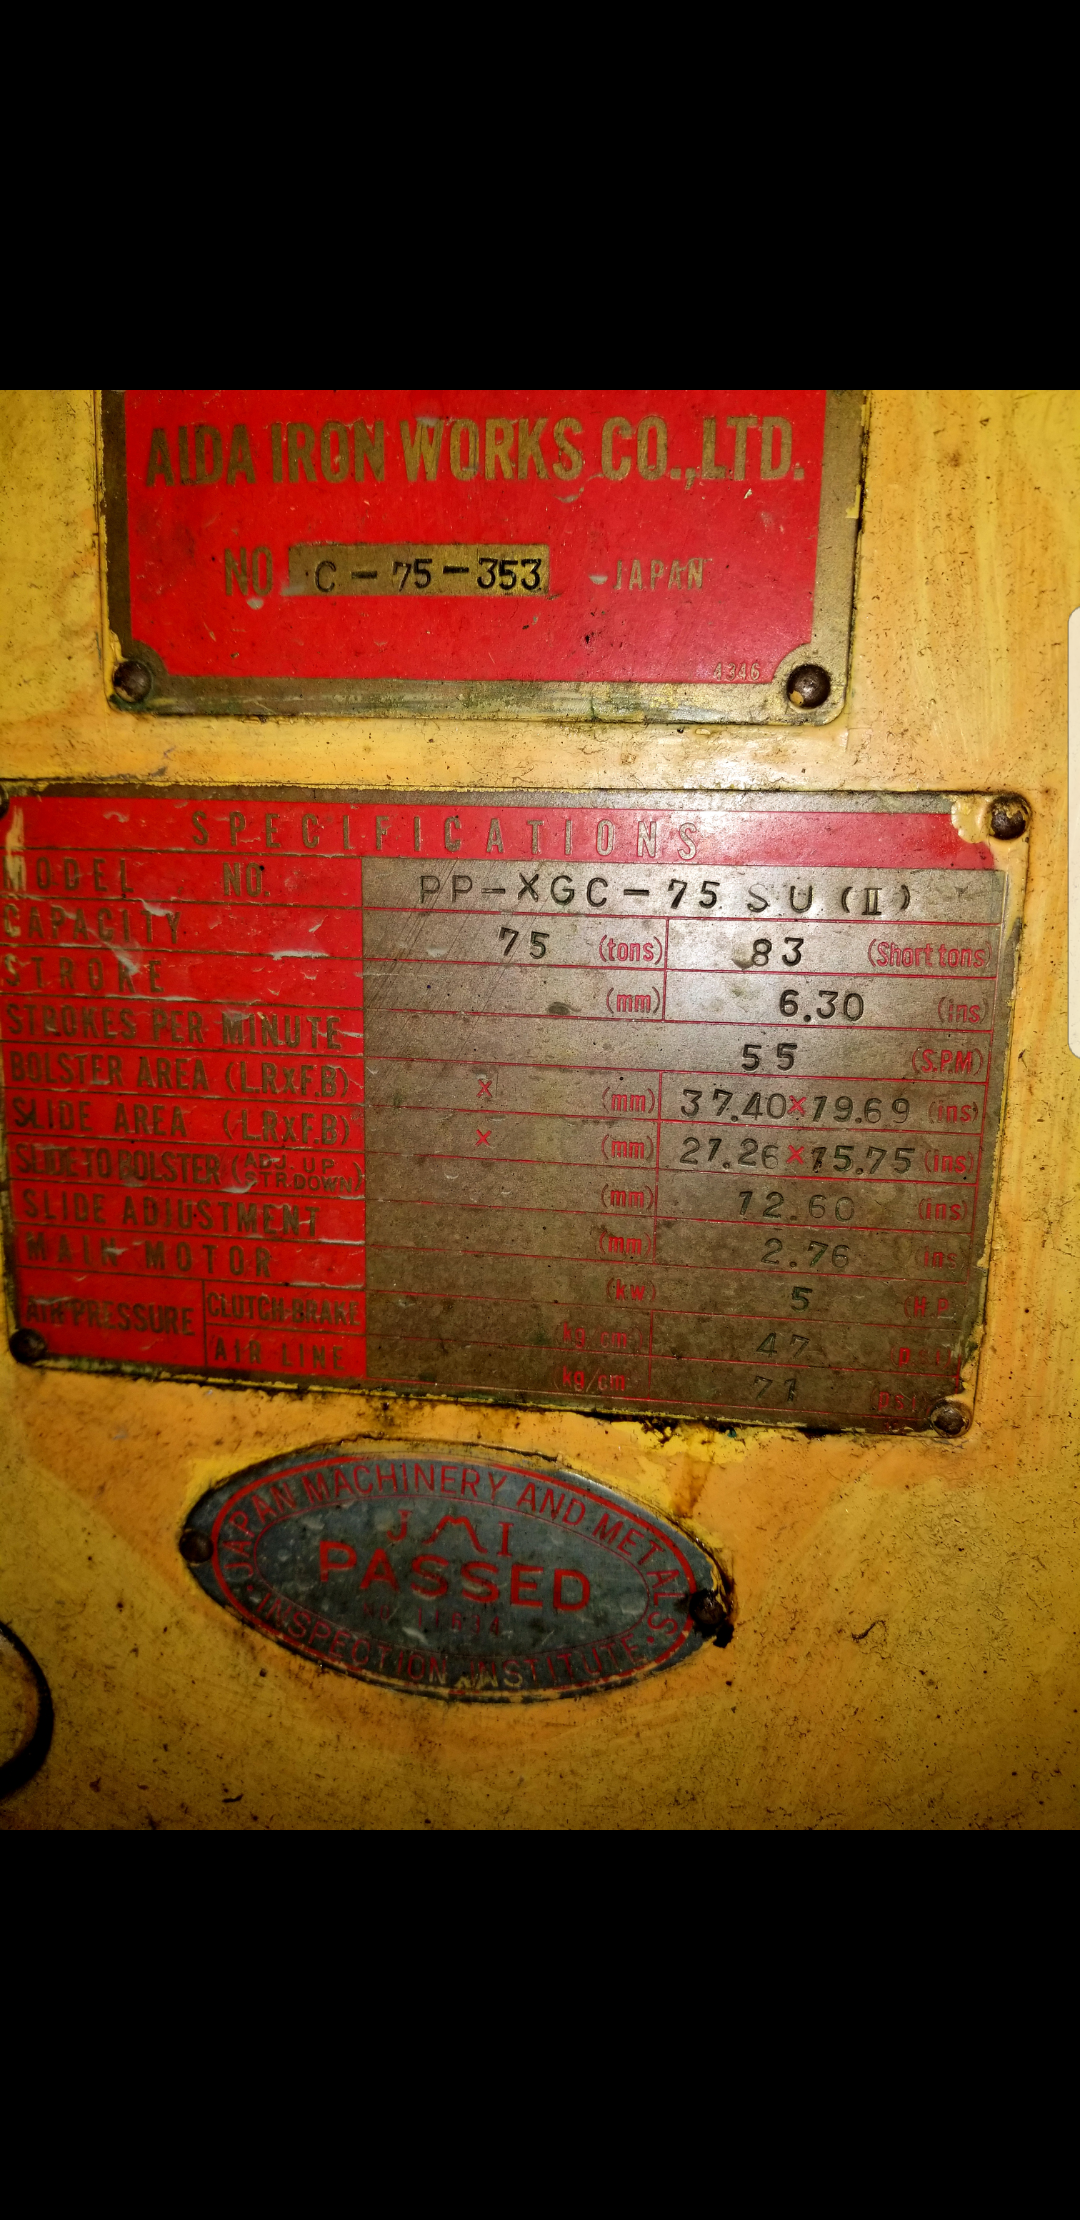 AIDA IRON WORKS CO., LTD.
NO C-75-353 JAPAN
4346
SPECIFICATIONS
MODEL NO. PP-XGC-75 SU(II)
CAPACITY 75 (tons) 83 (Short tons)
STROKE (mm) 6.30 (ins)
STROKES PER MINUTE 55 (S.P.M)
BOLSTER AREA (L.R×F.B) × (mm) 37.40×19.69 (ins)
SLIDE AREA (L.R×F.B) × (mm) 21.26×15.75 (ins)
SLIDE TO BOLSTER (ADJ. UP STR DOWN) (mm) 12.60 (ins)
SLIDE ADJUSTMENT (mm) 2.76 (ins
MAIN MOTOR (kw) 5 (H.P.
AIR PRESSURE CLUTCH-BRAKE (kg/cm 47 (p.s.i)
AIR LINE (kg/cm 71 (p.s.i)
JAPAN MACHINERY AND METALS
JMI
PASSED
INSPECTION INSTITUTE